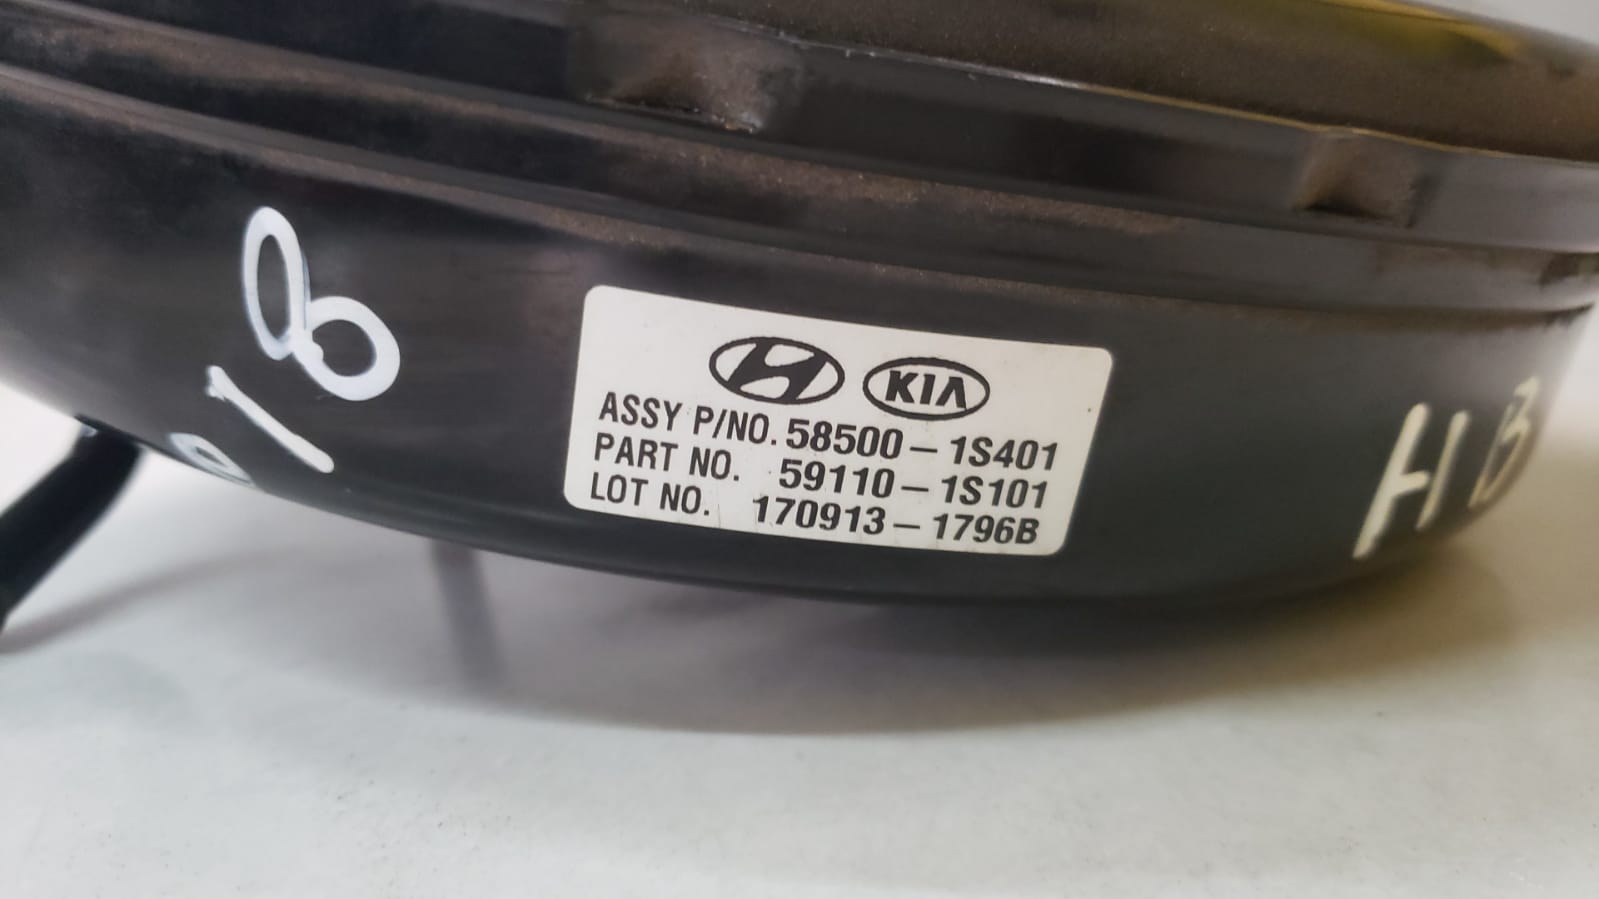 KIA
ASSY P/NO. 58500-1S401
PART NO. 59110-1S101
LOT NO. 170913-1796B
HB